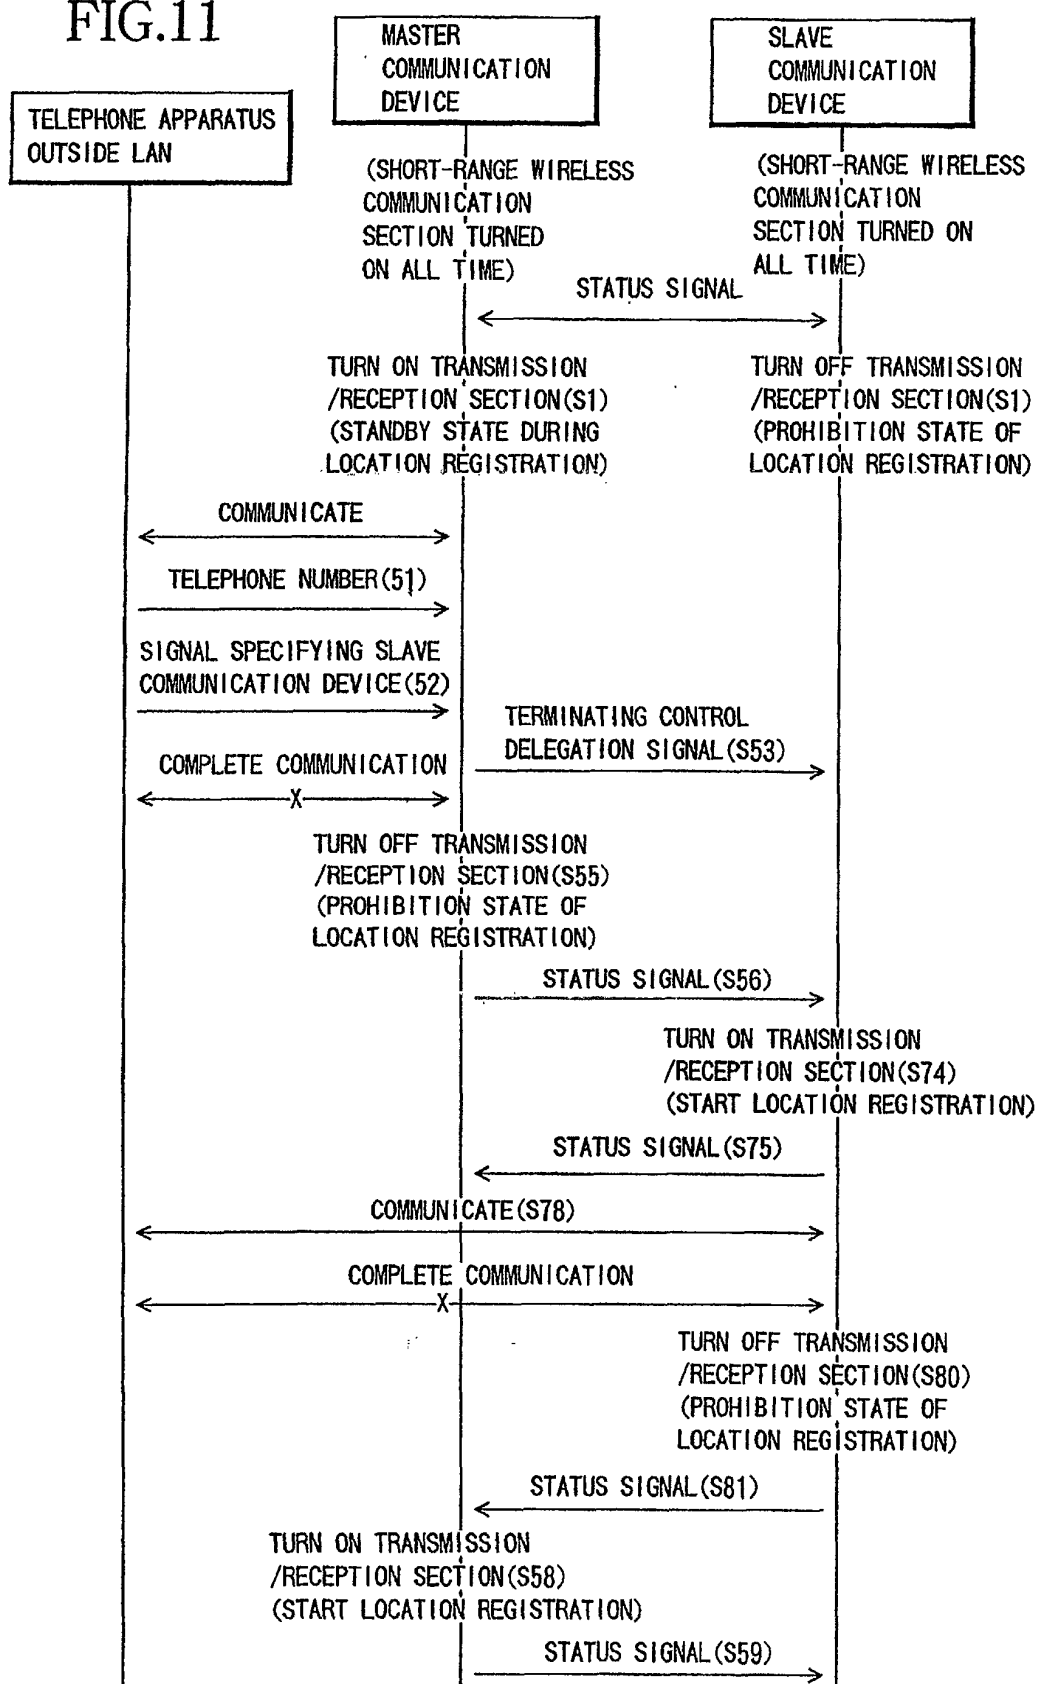 FIG.11
MASTER
COMMUNICATION
DEVICE
SLAVE
COMMUNICATION
DEVICE
TELEPHONE APPARATUS
OUTSIDE LAN
(SHORT-RANGE WIRELESS
COMMUNICATION
SECTION TURNED
ON ALL TIME)
(SHORT-RANGE WIRELESS
COMMUNICATION
SECTION TURNED ON
ALL TIME)
STATUS SIGNAL
TURN ON TRANSMISSION
/RECEPTION SECTION(S1)
(STANDBY STATE DURING
LOCATION REGISTRATION)
TURN OFF TRANSMISSION
/RECEPTION SECTION(S1)
(PROHIBITION STATE OF
LOCATION REGISTRATION)
COMMUNICATE
TELEPHONE NUMBER(51)
SIGNAL SPECIFYING SLAVE
COMMUNICATION DEVICE(52)
TERMINATING CONTROL
DELEGATION SIGNAL(S53)
COMPLETE COMMUNICATION
X
TURN OFF TRANSMISSION
/RECEPTION SECTION(S55)
(PROHIBITION STATE OF
LOCATION REGISTRATION)
STATUS SIGNAL(S56)
TURN ON TRANSMISSION
/RECEPTION SECTION(S74)
(START LOCATION REGISTRATION)
STATUS SIGNAL(S75)
COMMUNICATE(S78)
COMPLETE COMMUNICATION
X
TURN OFF TRANSMISSION
/RECEPTION SECTION(S80)
(PROHIBITION STATE OF
LOCATION REGISTRATION)
STATUS SIGNAL(S81)
TURN ON TRANSMISSION
/RECEPTION SECTION(S58)
(START LOCATION REGISTRATION)
STATUS SIGNAL(S59)